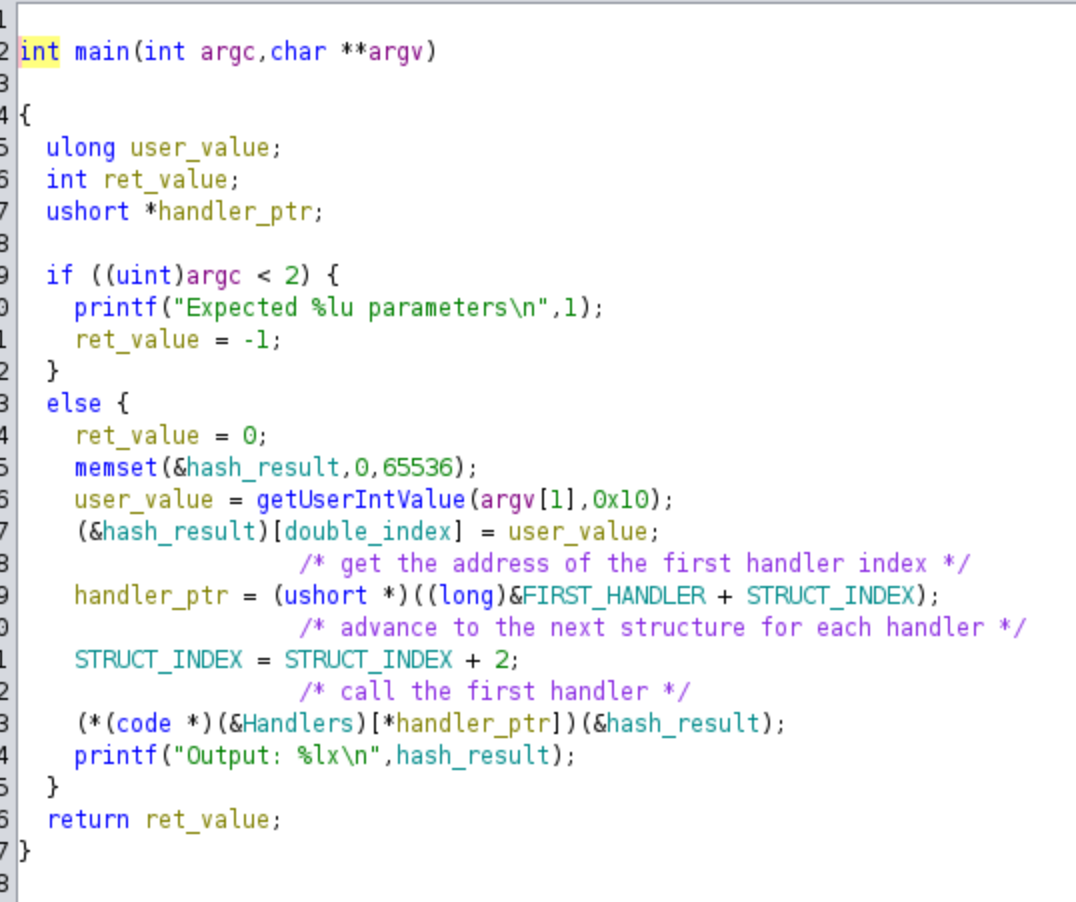 1
2 int main(int argc,char **argv)
3
4 {
5   ulong user_value;
6   int ret_value;
7   ushort *handler_ptr;
8
9   if ((uint)argc < 2) {
0     printf("Expected %lu parameters\n",1);
1     ret_value = -1;
2   }
3   else {
4     ret_value = 0;
5     memset(&hash_result,0,65536);
6     user_value = getUserIntValue(argv[1],0x10);
7     (&hash_result)[double_index] = user_value;
8                     /* get the address of the first handler index */
9     handler_ptr = (ushort *)((long)&FIRST_HANDLER + STRUCT_INDEX);
0                     /* advance to the next structure for each handler */
1     STRUCT_INDEX = STRUCT_INDEX + 2;
2                     /* call the first handler */
3     (*(code *)(&Handlers)[*handler_ptr])(&hash_result);
4     printf("Output: %lx\n",hash_result);
5   }
6   return ret_value;
7 }
8